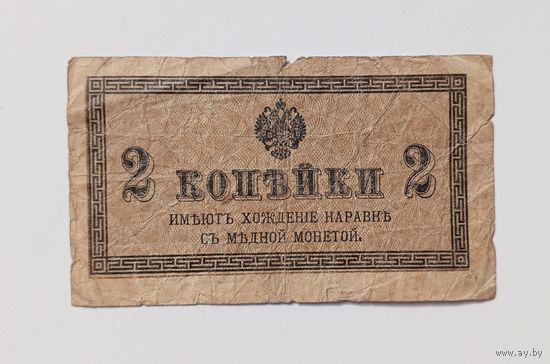 2 КОПѢЙКИ 2
ИМѢЮТЪ ХОЖДЕНІЕ НАРАВНѢ
СЪ МѢДНОЙ МОНЕТОЙ.
www.ay.by